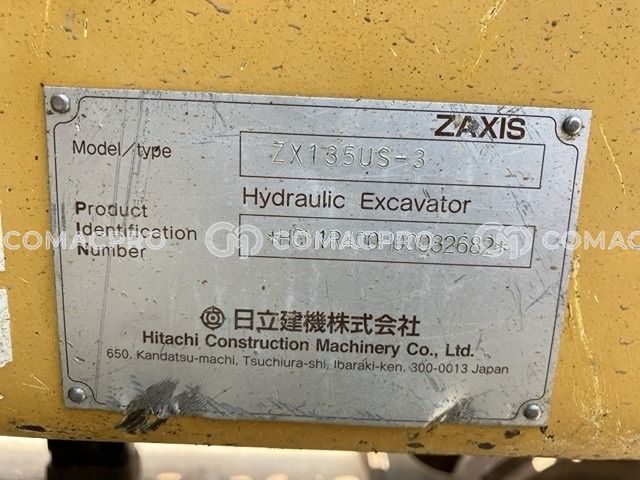 ZAXIS
Model/type ZX135US-3
Hydraulic Excavator
Product
Identification
Number
日立建機株式会社
Hitachi Construction Machinery Co., Ltd.
650, Kandatsu-machi, Tsuchiura-shi, Ibaraki-ken, 300-0013 Japan
COMACPRO COMACPRO COMACPRO